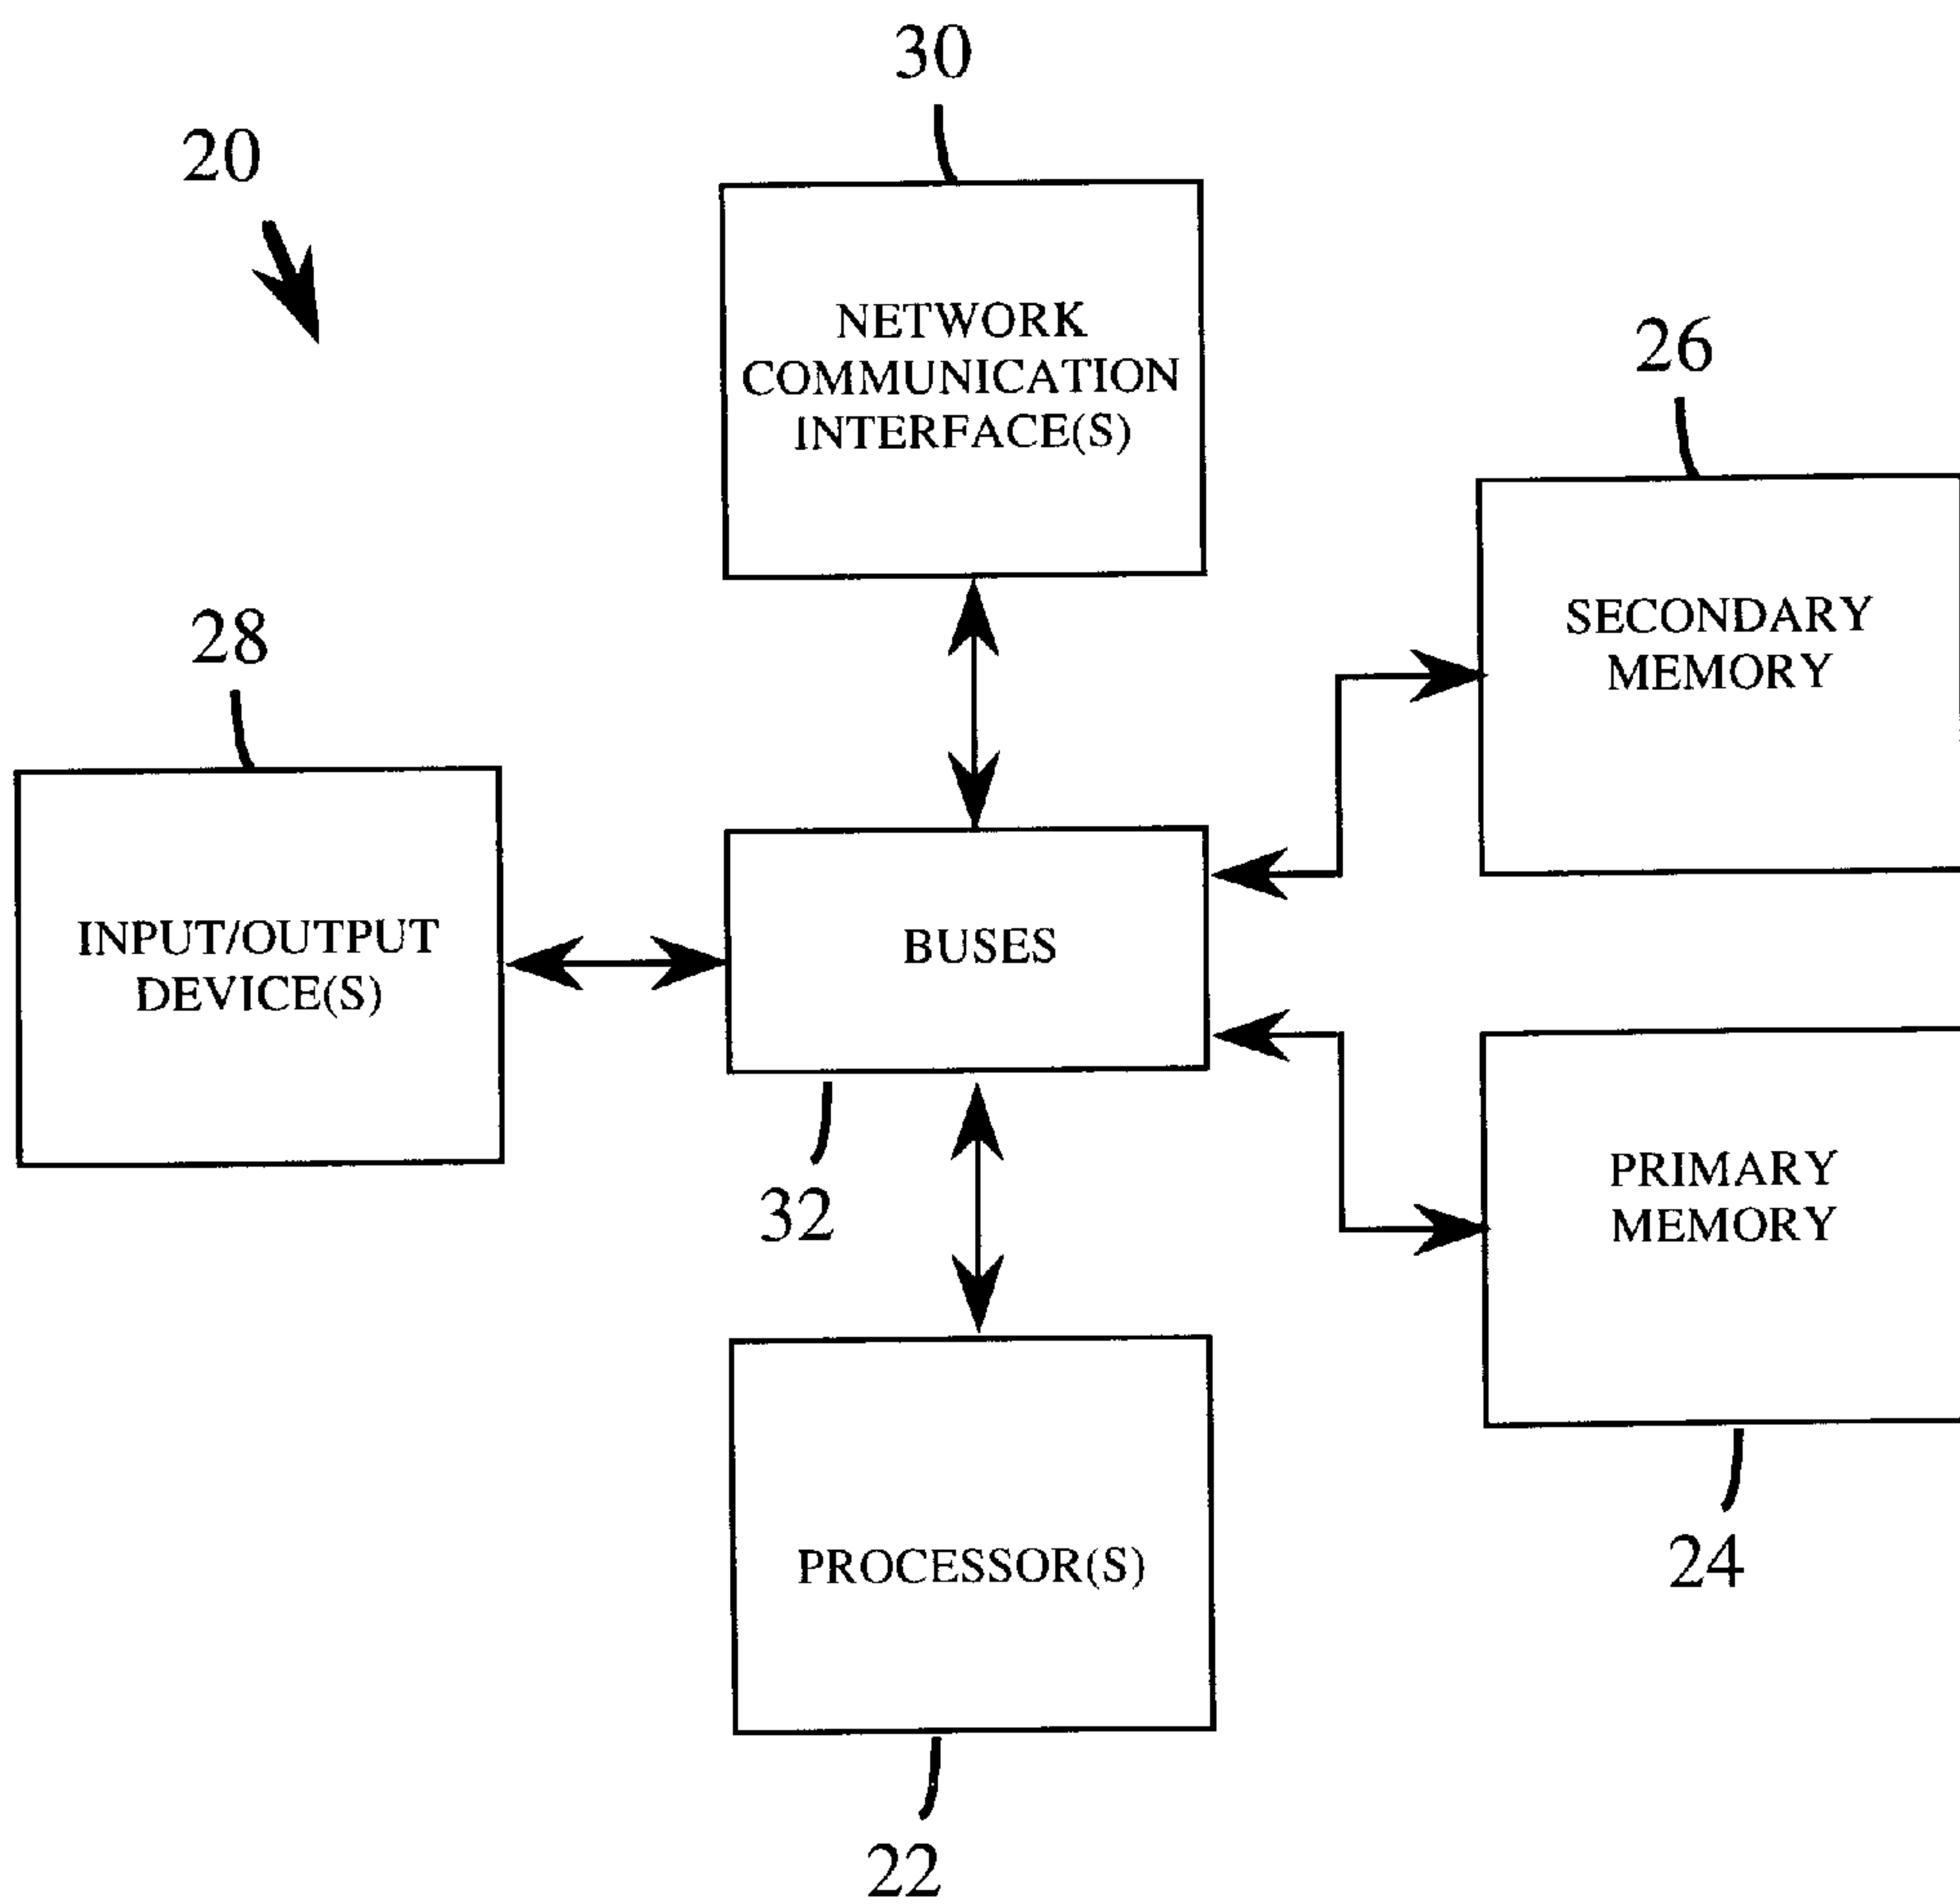 30
20
NETWORK
COMMUNICATION
INTERFACE(S)
26
SECONDARY
MEMORY
28
INPUT/OUTPUT
DEVICE(S)
BUSES
32
PRIMARY
MEMORY
24
PROCESSOR(S)
22